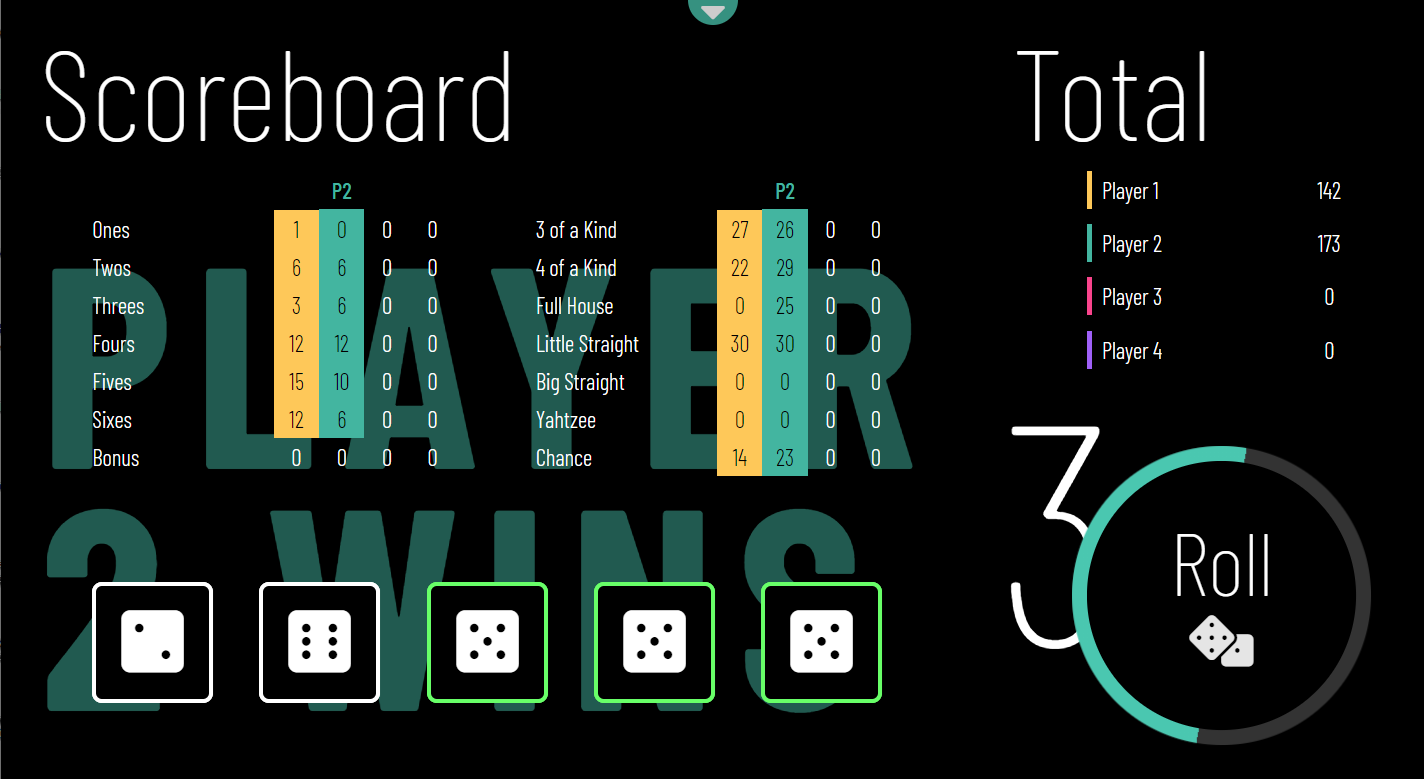 Scoreboard
P2 P2
Ones 1 0 0 0 3 of a Kind 27 26 0 0
Twos 6 6 0 0 4 of a Kind 22 29 0 0
Threes 3 6 0 0 Full House 0 25 0 0
Fours 12 12 0 0 Little Straight 30 30 0 0
Fives 15 10 0 0 Big Straight 0 0 0 0
Sixes 12 6 0 0 Yahtzee 0 0 0 0
Bonus 0 0 0 0 Chance 14 23 0 0
PLAYER
2 WINS
Total
Player 1 142
Player 2 173
Player 3 0
Player 4 0
3
Roll